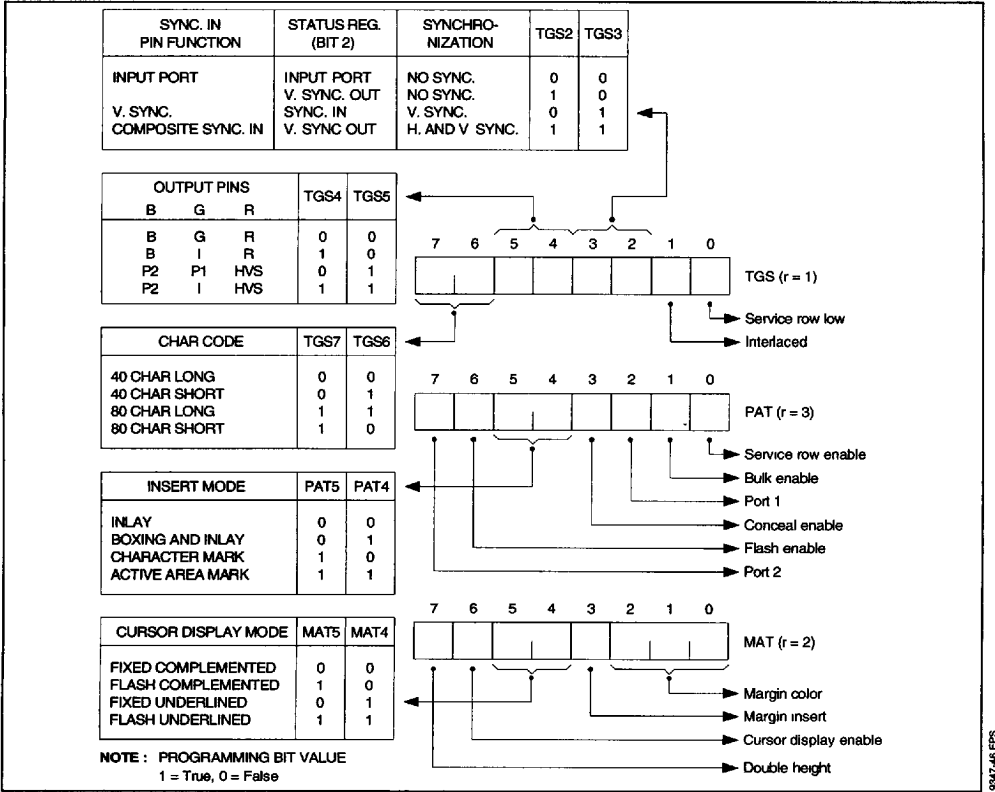 SYNC. IN PIN FUNCTION STATUS REG. (BIT 2) SYNCHRO-NIZATION TGS2 TGS3
INPUT PORT INPUT PORT NO SYNC. 0 0
V. SYNC. OUT NO SYNC. 1 0
V. SYNC. SYNC. IN V. SYNC. 0 1
COMPOSITE SYNC. IN V. SYNC OUT H. AND V SYNC. 1 1
OUTPUT PINS TGS4 TGS5
B G R
B G R 0 0
B I R 1 0
P2 P1 HVS 0 1
P2 I HVS 1 1
7 6 5 4 3 2 1 0
TGS (r = 1)
Service row low
Interlaced
CHAR CODE TGS7 TGS6
40 CHAR LONG 0 0
40 CHAR SHORT 0 1
80 CHAR LONG 1 1
80 CHAR SHORT 1 0
7 6 5 4 3 2 1 0
PAT (r = 3)
Service row enable
Bulk enable
Port 1
Conceal enable
Flash enable
Port 2
INSERT MODE PAT5 PAT4
INLAY 0 0
BOXING AND INLAY 0 1
CHARACTER MARK 1 0
ACTIVE AREA MARK 1 1
7 6 5 4 3 2 1 0
MAT (r = 2)
Margin color
Margin insert
Cursor display enable
Double height
CURSOR DISPLAY MODE MAT5 MAT4
FIXED COMPLEMENTED 0 0
FLASH COMPLEMENTED 1 0
FIXED UNDERLINED 0 1
FLASH UNDERLINED 1 1
NOTE : PROGRAMMING BIT VALUE
1 = True, 0 = False
9347-46.EPS